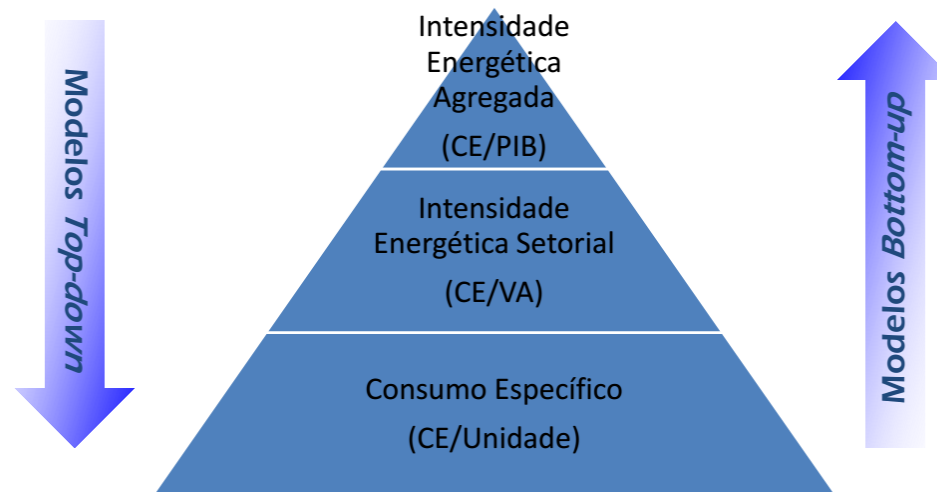 Modelos Top-down
Intensidade
Energética
Agregada
(CE/PIB)
Intensidade
Energética Setorial
(CE/VA)
Consumo Específico
(CE/Unidade)
Modelos Bottom-up